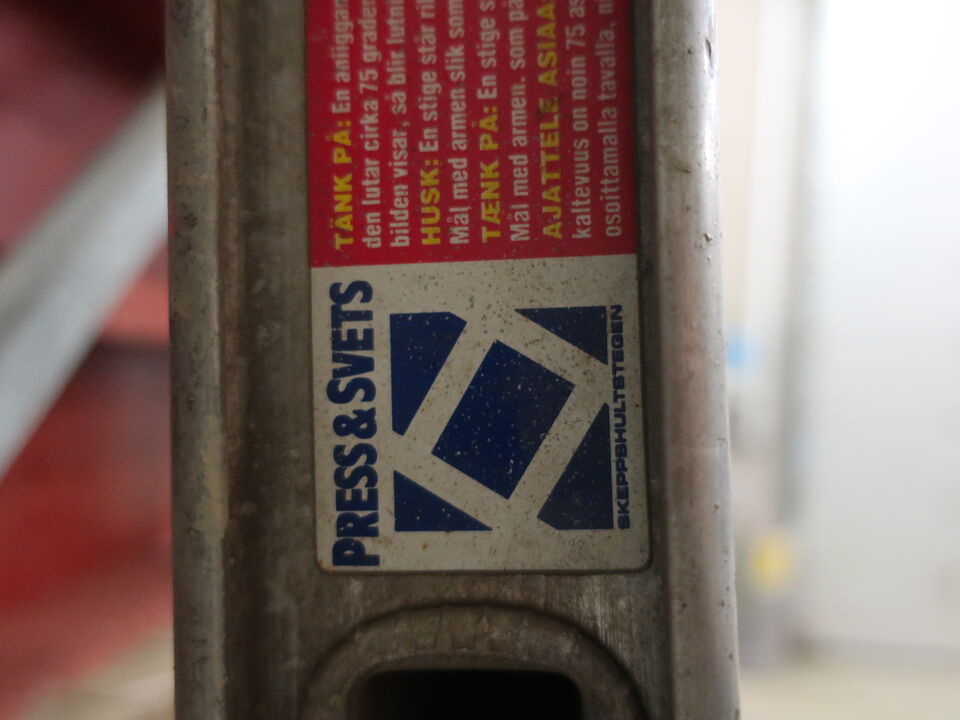 TÄNK PÅ: En anliggan
den lutar cirka 75 grader
bilden visar, så blir lutni
HUSK: En stige står
Mål med armen slik som
TÆNK PÅ: En stige s
Mål med armen. som på
AJATTELE ASIAA
kaltevuus on noin 75 as
osoittamalla tavalla.
PRESS&SVETS
SKEPPSHULTSTEGEN